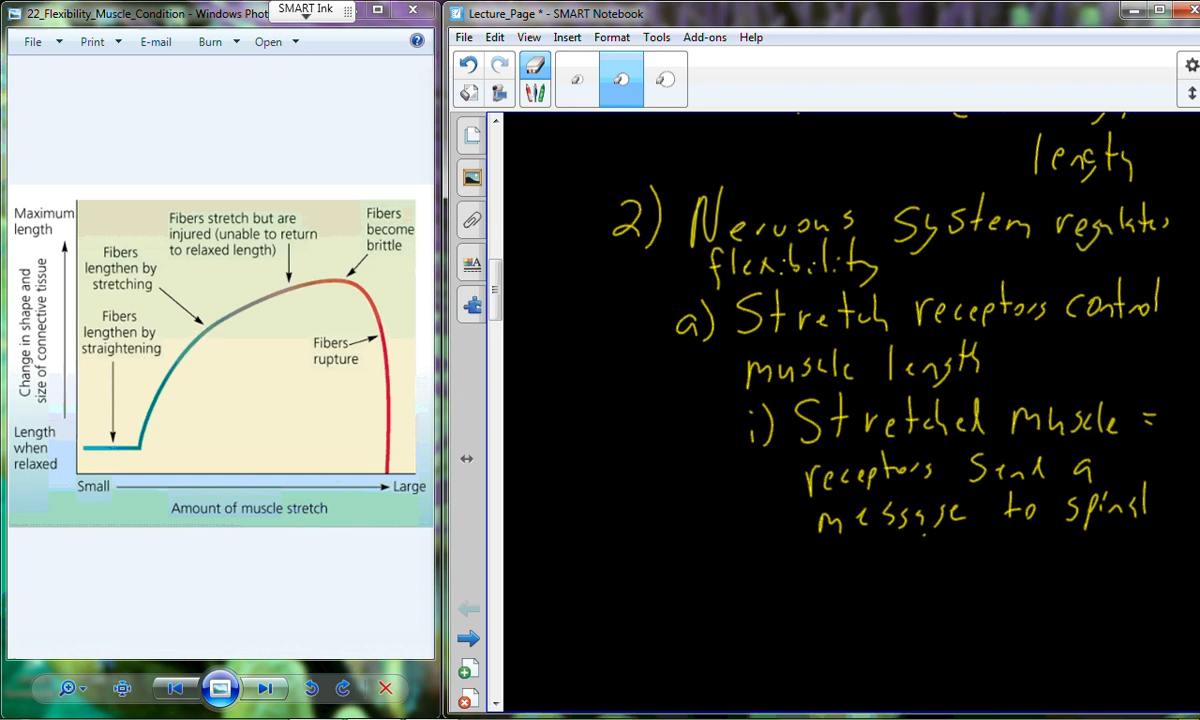 22_Flexibility_Muscle_Condition - Windows Phot
SMART Ink
File Print E-mail Burn Open
Maximum
length
Change in shape and
size of connective tissue
Length
when
relaxed
Fibers
lengthen by
straightening
Fibers
lengthen by
stretching
Fibers stretch but are
injured (unable to return
to relaxed length)
Fibers
become
brittle
Fibers
rupture
Small
Large
Amount of muscle stretch
Lecture_Page * - SMART Notebook
File Edit View Insert Format Tools Add-ons Help
length
2) Nervous system regulates
flexibility
a) Stretch receptors control
muscle length
i) Stretched muscle =
receptors send a
message to spinal